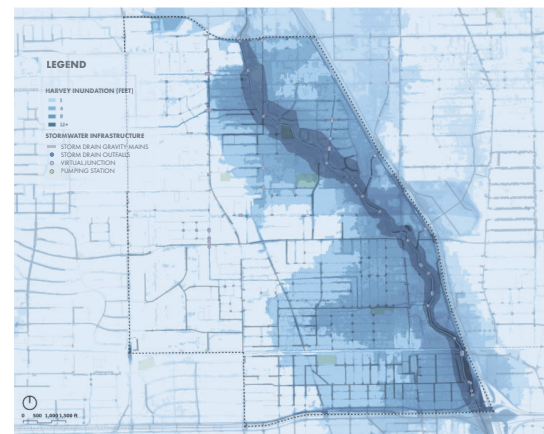 LEGEND
HARVEY INUNDATION (FEET)
1
4
8
12+
STORMWATER INFRASTRUCTURE
STORM DRAIN GRAVITY MAINS
STORM DRAIN OUTFALLS
VIRTUAL JUNCTION
PUMPING STATION
0 500 1,000 1,500 ft